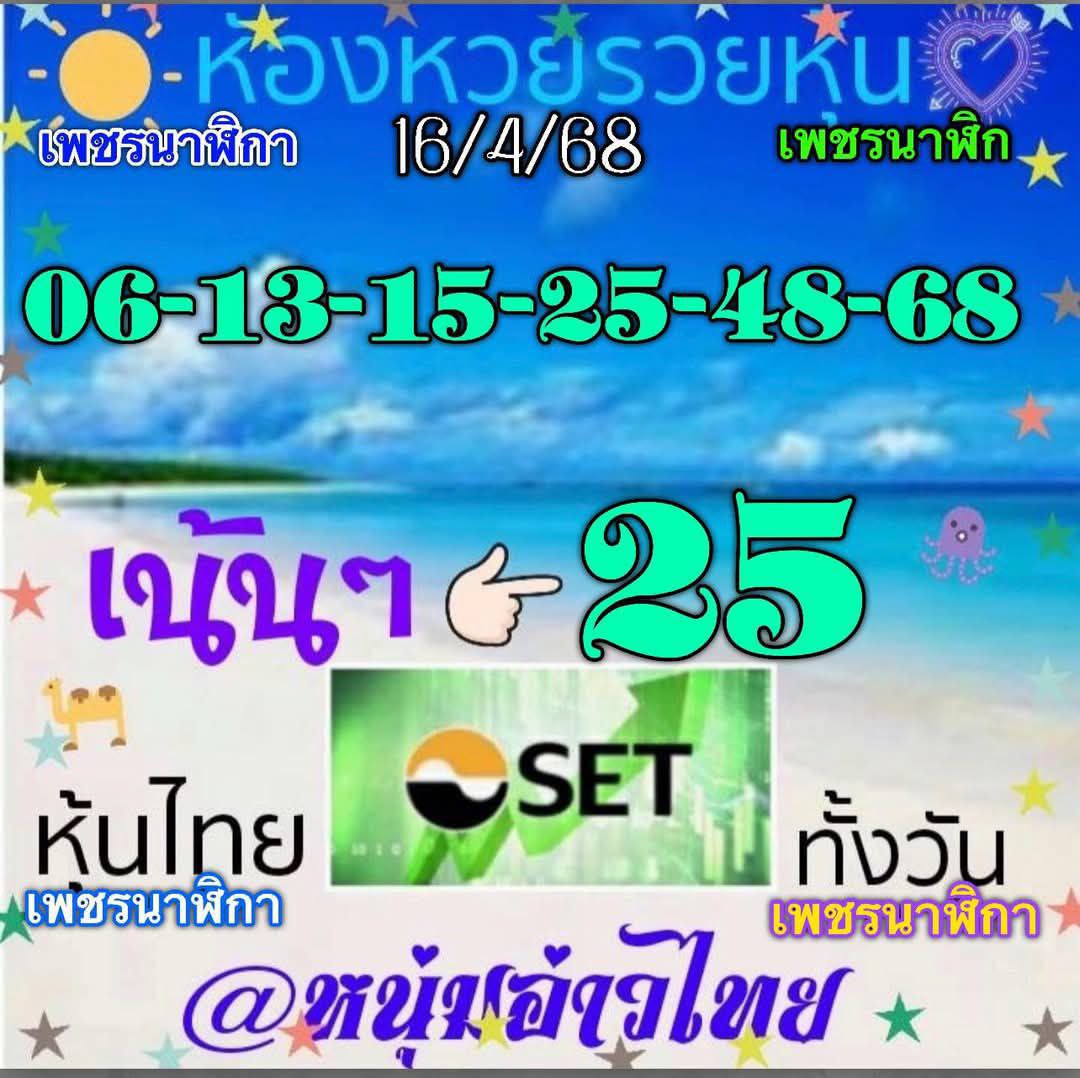 ห้องหวยรวยหุ้น
เพชรนาฬิกา 16/4/68 เพชรนาฬิก
06-13-15-25-48-68
เน้นๆ 25
SET
หุ้นไทย ทั้งวัน
เพชรนาฬิกา เพชรนาฬิกา
@หนุ่มอ่าวไทย